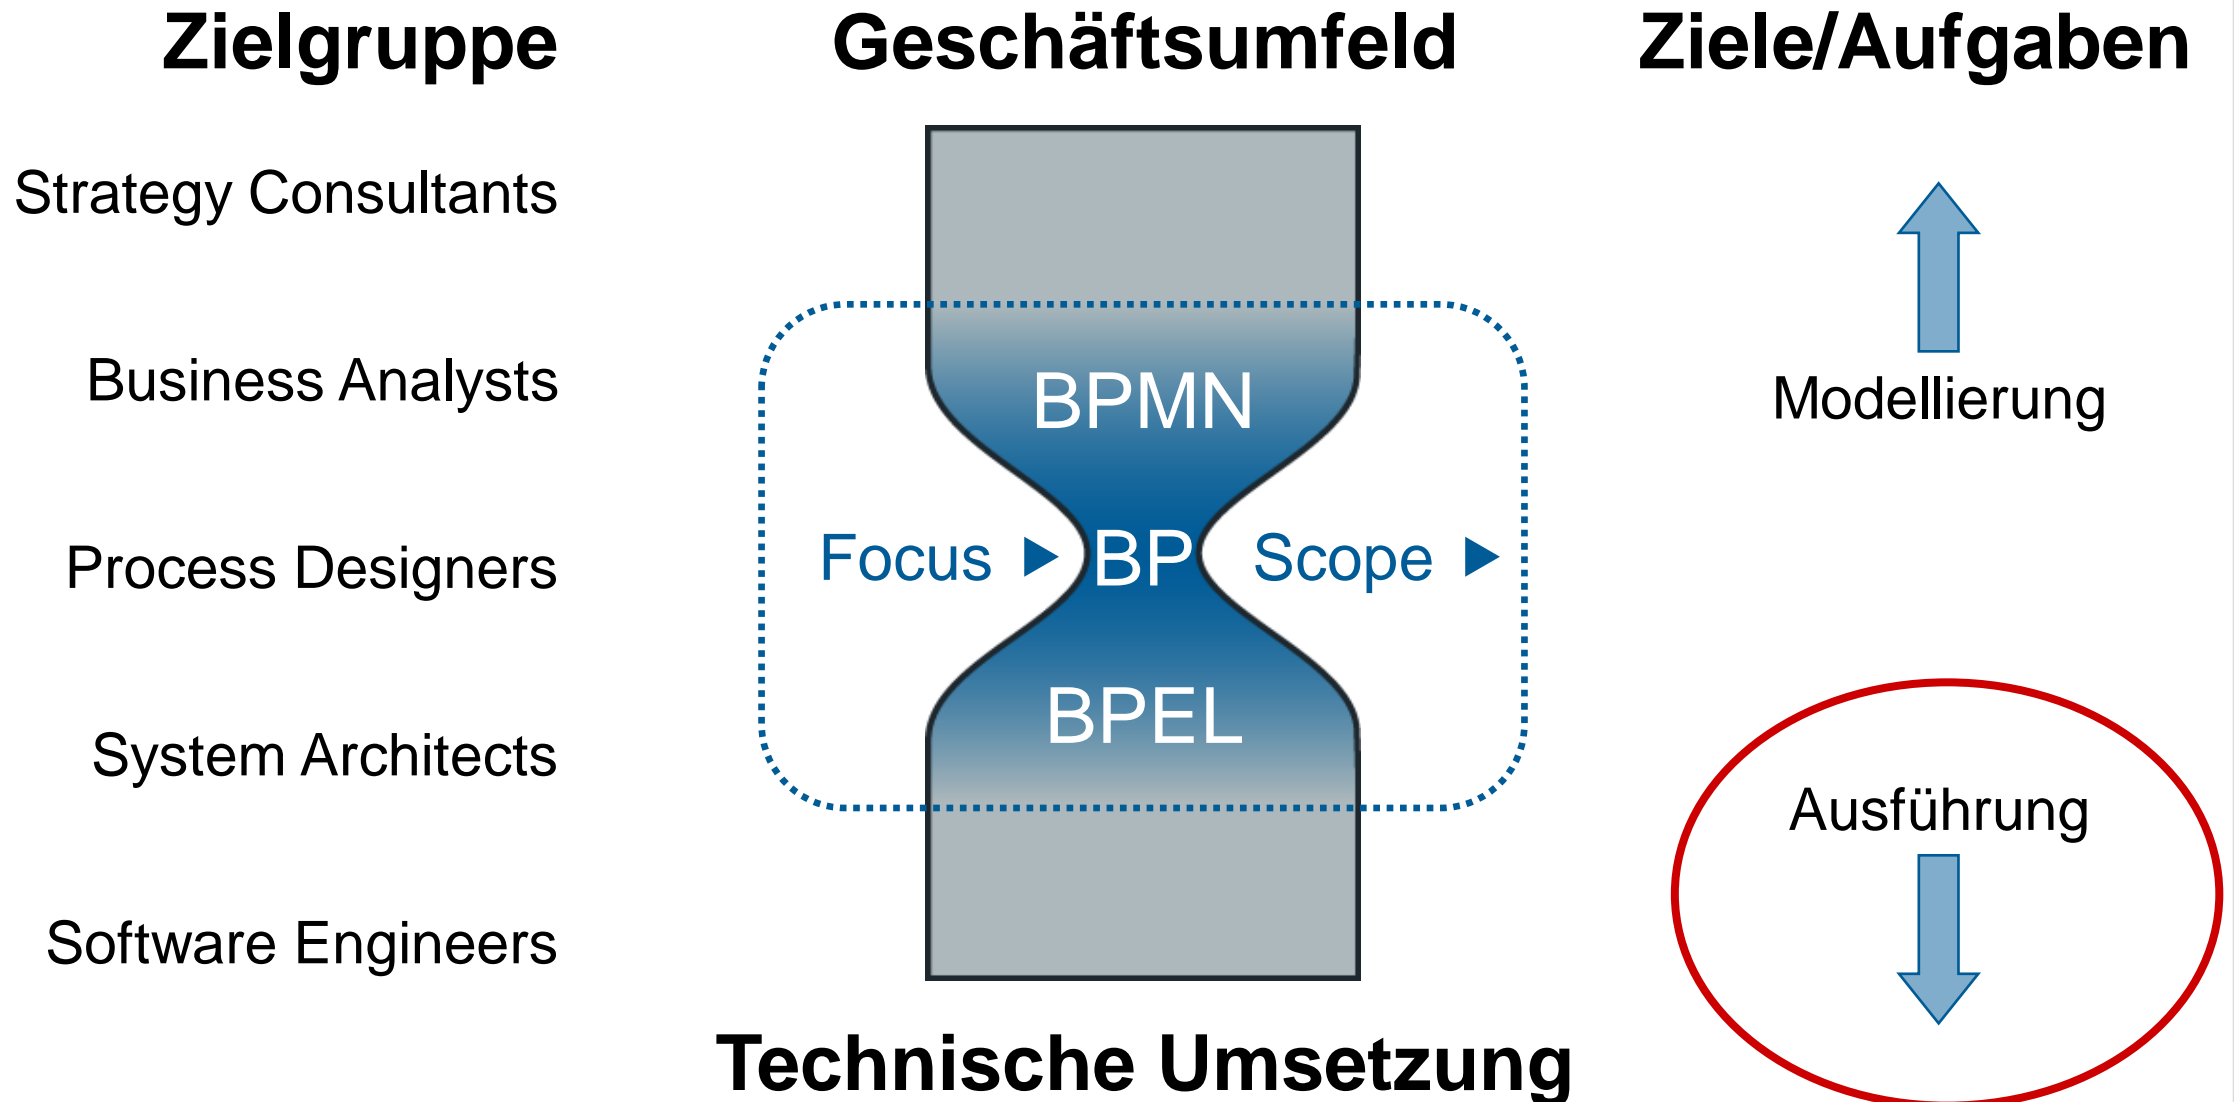 Zielgruppe
Geschäftsumfeld
Ziele/Aufgaben
Strategy Consultants
Business Analysts
BPMN
Modellierung
Process Designers
Focus
BP
Scope
System Architects
BPEL
Ausführung
Software Engineers
Technische Umsetzung